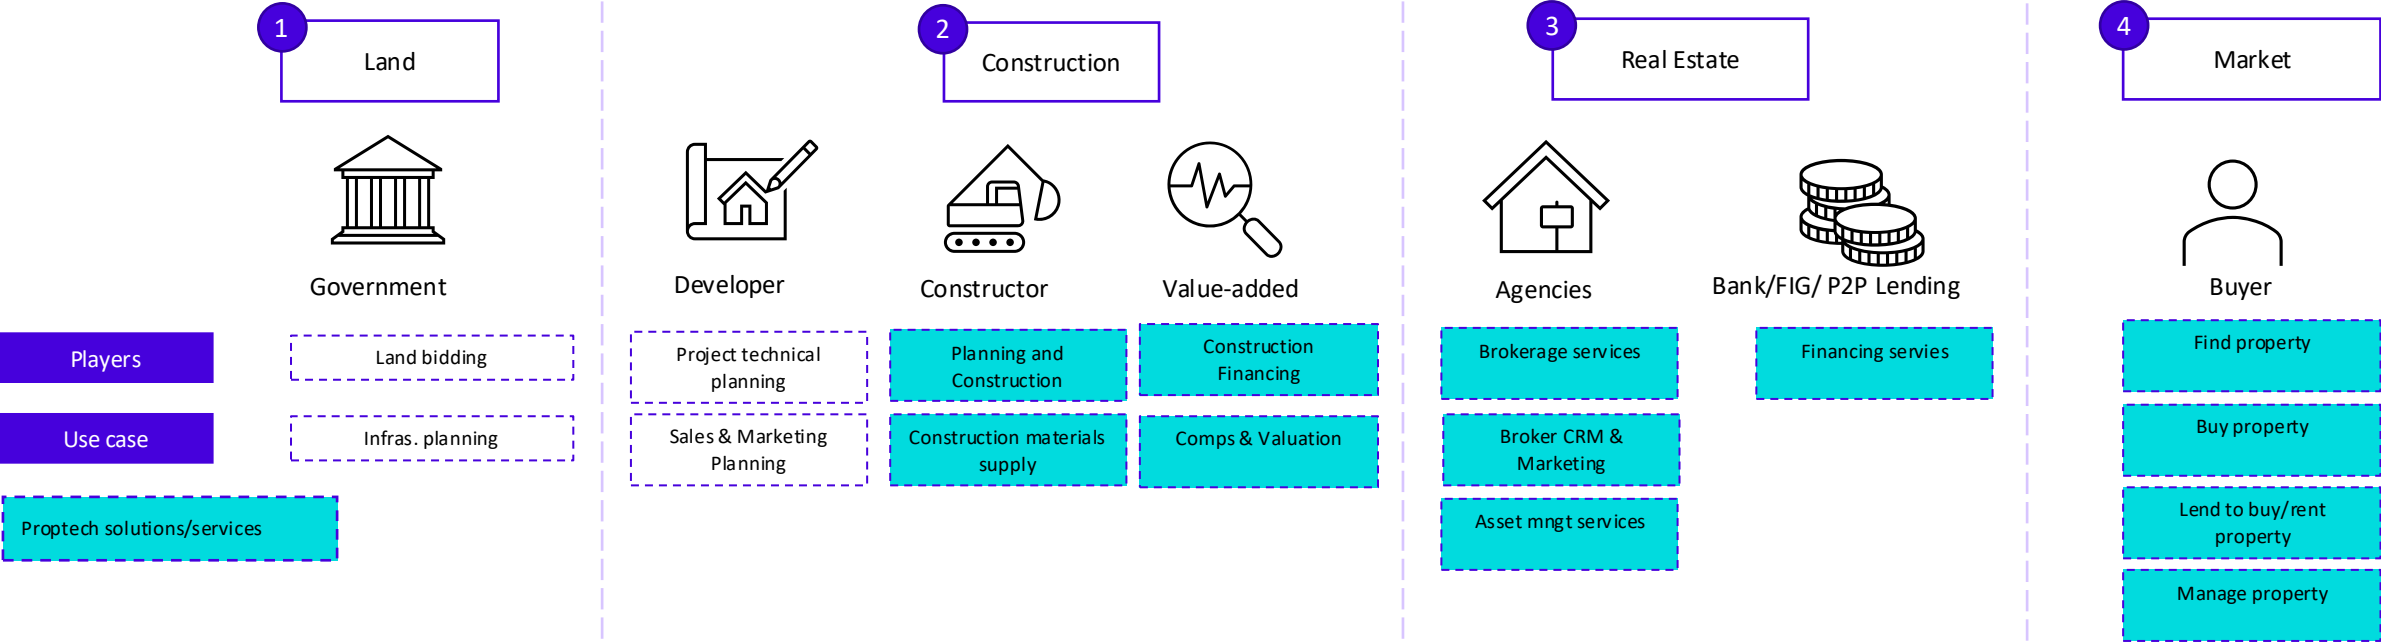 1
Land
2
Construction
3
Real Estate
4
Market
Government
Developer
Constructor
Value-added
Agencies
Bank/FIG/ P2P Lending
Buyer
Players
Use case
Proptech solutions/services
Land bidding
Infras. planning
Project technical
planning
Sales & Marketing
Planning
Planning and
Construction
Construction materials
supply
Construction
Financing
Comps & Valuation
Brokerage services
Broker CRM &
Marketing
Asset mngt services
Financing servies
Find property
Buy property
Lend to buy/rent
property
Manage property